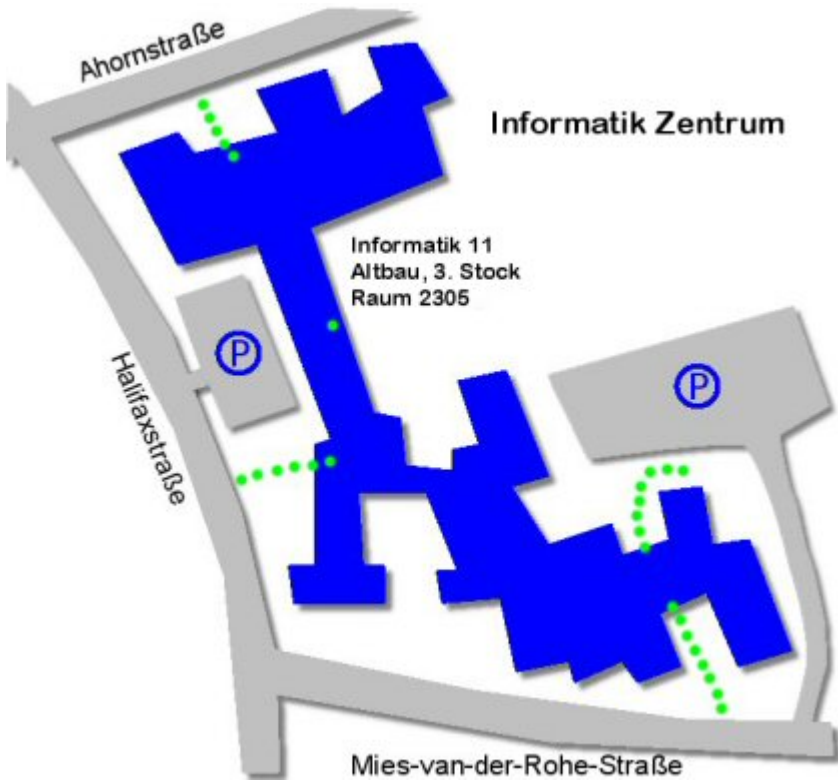 Ahornstraße
Informatik Zentrum
Informatik 11
Altbau, 3. Stock
Raum 2305
P
P
Halifaxstraße
Mies-van-der-Rohe-Straße